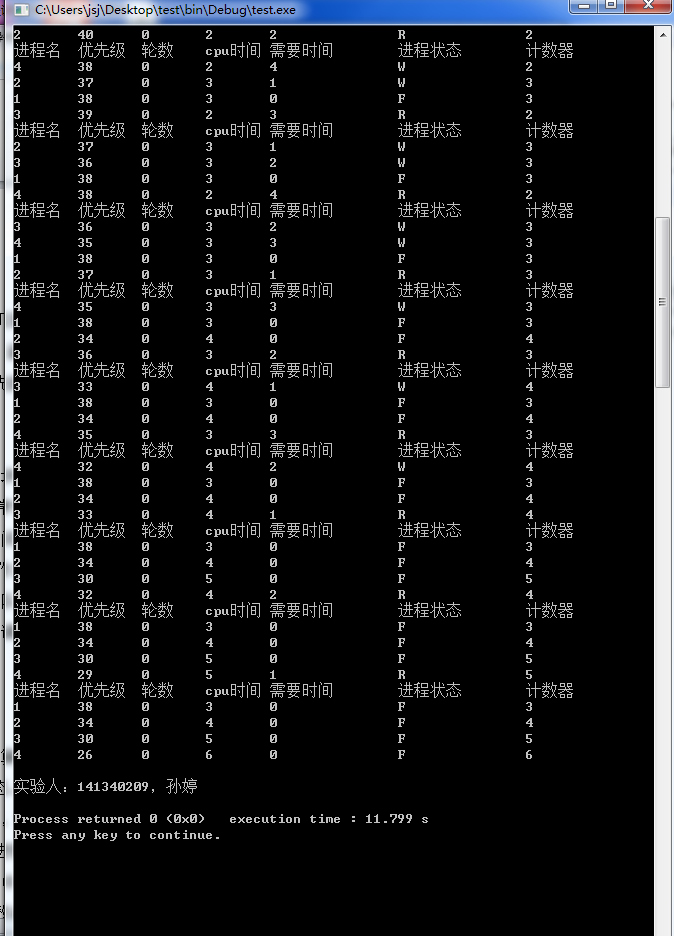 C:\Users\jsj\Desktop\test\bin\Debug\test.exe
2 40 0 2 2 R 2
进程名 优先级 轮数 cpu时间 需要时间 进程状态 计数器
4 38 0 2 4 W 2
2 37 0 3 1 W 3
1 38 0 3 0 F 3
3 39 0 2 3 R 2
进程名 优先级 轮数 cpu时间 需要时间 进程状态 计数器
2 37 0 3 1 W 3
3 36 0 3 2 W 3
1 38 0 3 0 F 3
4 38 0 2 4 R 2
进程名 优先级 轮数 cpu时间 需要时间 进程状态 计数器
3 36 0 3 2 W 3
4 35 0 3 3 W 3
1 38 0 3 0 F 3
2 37 0 3 1 R 3
进程名 优先级 轮数 cpu时间 需要时间 进程状态 计数器
4 35 0 3 3 W 3
1 38 0 3 0 F 3
2 34 0 4 0 F 4
3 36 0 3 2 R 3
进程名 优先级 轮数 cpu时间 需要时间 进程状态 计数器
3 33 0 4 1 W 4
1 38 0 3 0 F 3
2 34 0 4 0 F 4
4 35 0 3 3 R 3
进程名 优先级 轮数 cpu时间 需要时间 进程状态 计数器
4 32 0 4 2 W 4
1 38 0 3 0 F 3
2 34 0 4 0 F 4
3 33 0 4 1 R 4
进程名 优先级 轮数 cpu时间 需要时间 进程状态 计数器
1 38 0 3 0 F 3
2 34 0 4 0 F 4
3 30 0 5 0 F 5
4 32 0 4 2 R 4
进程名 优先级 轮数 cpu时间 需要时间 进程状态 计数器
1 38 0 3 0 F 3
2 34 0 4 0 F 4
3 30 0 5 0 F 5
4 29 0 5 1 R 5
进程名 优先级 轮数 cpu时间 需要时间 进程状态 计数器
1 38 0 3 0 F 3
2 34 0 4 0 F 4
3 30 0 5 0 F 5
4 26 0 6 0 F 6
实验人: 141340209, 孙婷
Process returned 0 (0x0) execution time : 11.799 s
Press any key to continue.